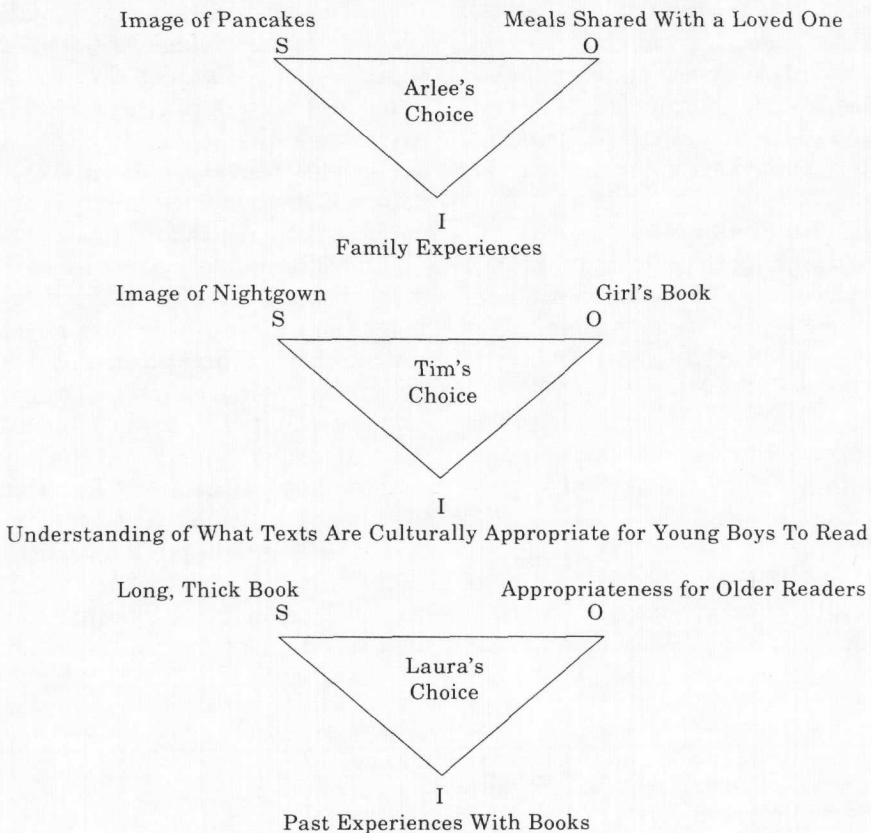 Image of Pancakes Meals Shared With a Loved One
S O
Arlee's
Choice
I
Family Experiences
Image of Nightgown Girl's Book
S O
Tim's
Choice
I
Understanding of What Texts Are Culturally Appropriate for Young Boys To Read
Long, Thick Book Appropriateness for Older Readers
S O
Laura's
Choice
I
Past Experiences With Books